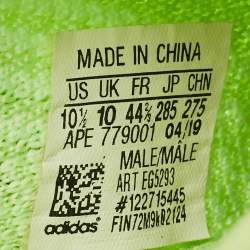 MADE IN CHINA
US UK FR JP CHN
10½ 10 44⅔ 285 275
APE 779001 04/19
MALE/MÂLE
ART EG5293
#122715445
adidas